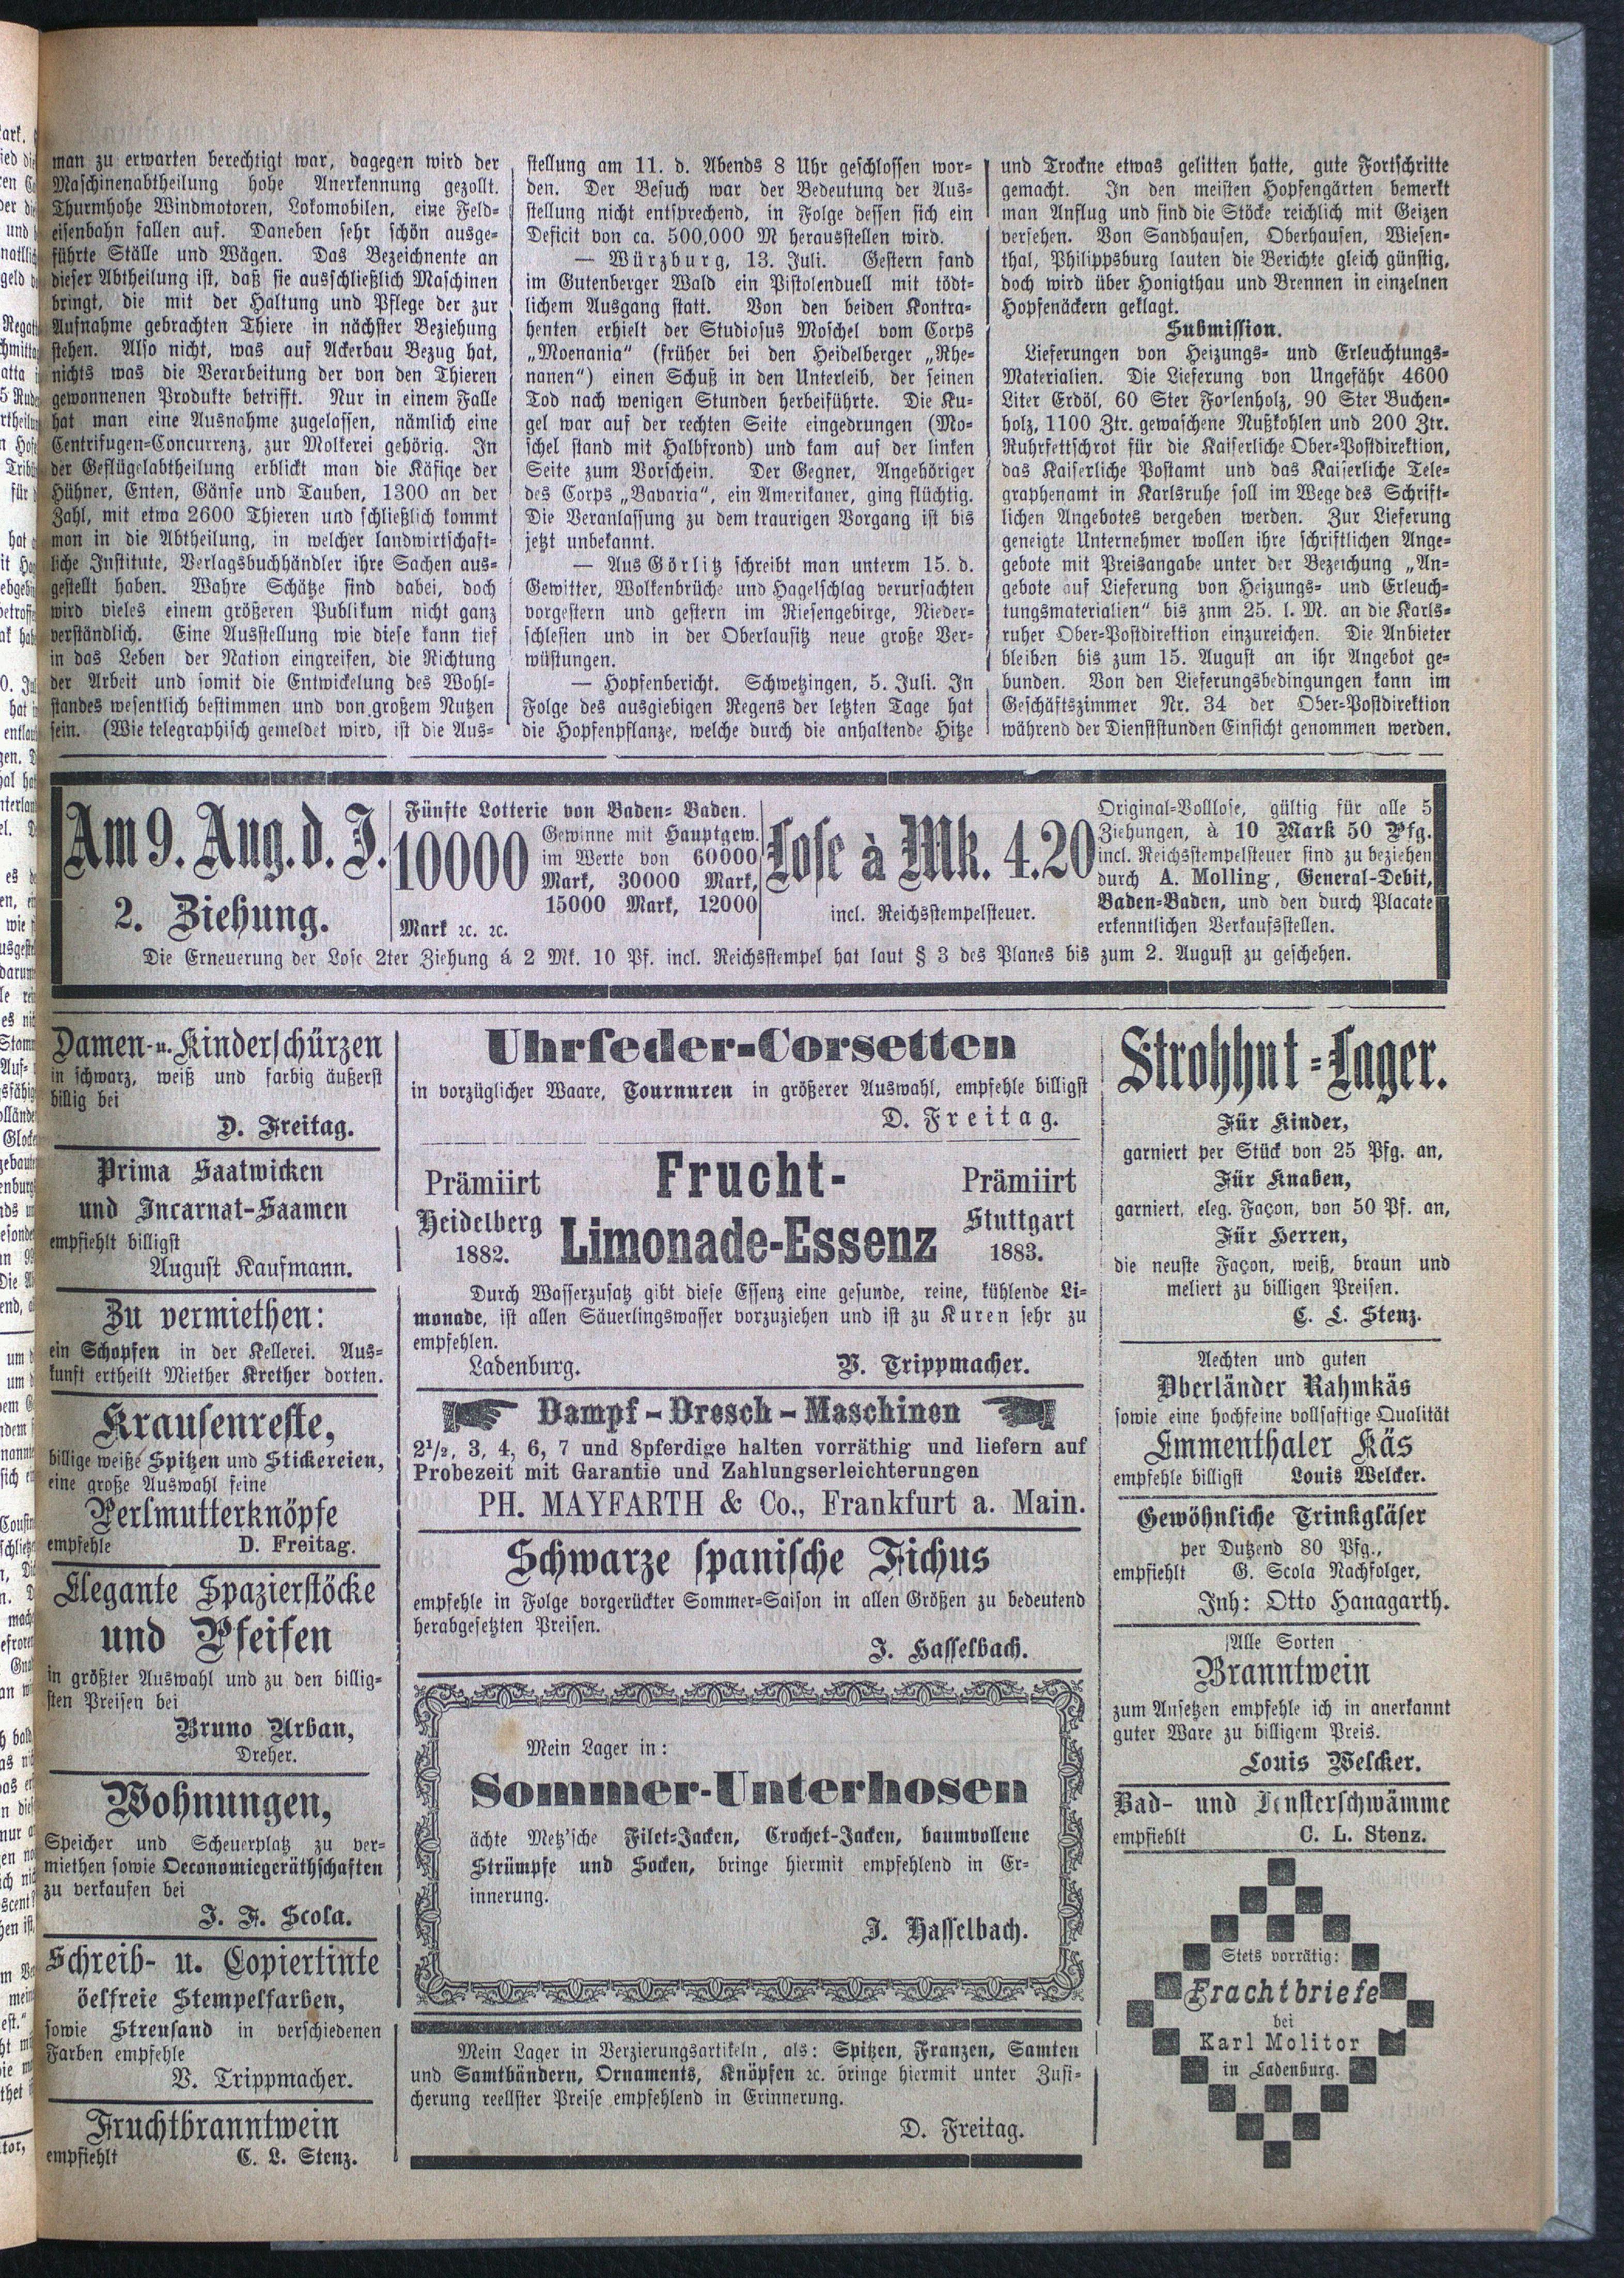 man zu erwarten berechtigt war, dagegen wird der
Maschinenabtheilung hohe Anerkennung gezollt.
Thurmhohe Windmotoren, Lokomobilen, eine Feld-
eisenbahn fallen auf. Daneben sehr schön ausge-
führte Ställe und Wägen. Das Bezeichnente an
dieser Abtheilung ist, daß sie ausschließlich Maschinen
bringt, die mit der Haltung und Pflege der zur
Aufnahme gebrachten Thiere in nächster Beziehung
stehen. Also nicht, was auf Ackerbau Bezug hat,
nichts was die Verarbeitung der von den Thieren
gewonnenen Produkte betrifft. Nur in einem Falle
hat man eine Ausnahme zugelassen, nämlich eine
Centrifugen-Concurrenz, zur Molkerei gehörig. In
der Geflügelabtheilung erblickt man die Käfige der
Hühner, Enten, Gänse und Tauben, 1300 an der
Zahl, mit etwa 2600 Thieren und schließlich kommt
man in die Abtheilung, in welcher landwirtschaft-
liche Institute, Verlagsbuchhändler ihre Sachen aus-
gestellt haben. Wahre Schätze sind dabei, doch
wird vieles einem größeren Publikum nicht ganz
verständlich. Eine Ausstellung wie diese kann tief
in das Leben der Nation eingreifen, die Richtung
der Arbeit und somit die Entwickelung des Wohl-
standes wesentlich bestimmen und von großem Nutzen
sein. (Wie telegraphisch gemeldet wird, ist die Aus-
stellung am 11. d. Abends 8 Uhr geschlossen wor-
den. Der Besuch war der Bedeutung der Aus-
stellung nicht entsprechend, in Folge dessen sich ein
Deficit von ca. 500,000 M herausstellen wird.
— Würzburg, 13. Juli. Gestern fand
im Gutenberger Wald ein Pistolenduell mit tödt-
lichem Ausgang statt. Von den beiden Kontra-
henten erhielt der Studiosus Moschel vom Corps
„Moenania“ (früher bei den Heidelberger „Rhe-
nanen“) einen Schuß in den Unterleib, der seinen
Tod nach wenigen Stunden herbeiführte. Die Ku-
gel war auf der rechten Seite eingedrungen (Mo-
schel stand mit Halbfrond) und kam auf der linken
Seite zum Vorschein. Der Gegner, Angehöriger
des Corps „Bavaria“, ein Amerikaner, ging flüchtig.
Die Veranlassung zu dem traurigen Vorgang ist bis
jetzt unbekannt.
— Aus Görlitz schreibt man unterm 15. d.
Gewitter, Wolkenbrüche und Hagelschlag verursachten
vorgestern und gestern im Riesengebirge, Nieder-
schlesien und in der Oberlausitz neue große Ver-
wüstungen.
— Hopfenbericht. Schwetzingen, 5. Juli. In
Folge des ausgiebigen Regens der letzten Tage hat
die Hopfenpflanze, welche durch die anhaltende Hitze
und Trockne etwas gelitten hatte, gute Fortschritte
gemacht. In den meisten Hopfengärten bemerkt
man Anflug und sind die Stöcke reichlich mit Geizen
versehen. Von Sandhausen, Oberhausen, Wiesen-
thal, Philippsburg lauten die Berichte gleich günstig,
doch wird über Honigthau und Brennen in einzelnen
Hopfenäckern geklagt.
Submission.
Lieferungen von Heizungs- und Erleuchtungs-
Materialien. Die Lieferung von Ungefähr 4600
Liter Erdöl, 60 Ster Forlenholz, 90 Ster Buchen-
holz, 1100 Ztr. gewaschene Nußkohlen und 200 Ztr.
Ruhrfettschrot für die Kaiserliche Ober-Postdirektion,
das Kaiserliche Postamt und das Kaiserliche Tele-
graphenamt in Karlsruhe soll im Wege des Schrift-
lichen Angebotes vergeben werden. Zur Lieferung
geneigte Unternehmer wollen ihre schriftlichen Ange-
gebote mit Preisangabe unter der Bezeichung „An-
gebote auf Lieferung von Heizungs- und Erleuch-
tungsmaterialien“ bis znm 25. l. M. an die Karls-
ruher Ober-Postdirektion einzureichen. Die Anbieter
bleiben bis zum 15. August an ihr Angebot ge-
bunden. Von den Lieferungsbedingungen kann im
Geschäftszimmer Nr. 34 der Ober-Postdirektion
während der Dienststunden Einsicht genommen werden.
Am 9. Aug. d. J.
2. Ziehung.
Fünfte Lotterie von Baden-Baden.
10000
Gewinne mit Hauptgew.
im Werte von 60000
Mark, 30000 Mark,
15000 Mark, 12000
Mark ꝛc. ꝛc.
Lose à Mk. 4.20
incl. Reichsstempelsteuer.
Original-Volllose, gültig für alle 5
Ziehungen, à 10 Mark 50 Pfg.
incl. Reichsstempelsteuer sind zu beziehen
durch A. Molling, General-Debit,
Baden-Baden, und den durch Placate
erkenntlichen Verkaufsstellen.
Die Erneuerung der Lose 2ter Ziehung á 2 Mk. 10 Pf. incl. Reichsstempel hat laut § 3 des Planes bis zum 2. August zu geschehen.
Damen- u. Kinderschürzen
in schwarz, weiß und farbig äußerst
billig bei
D. Freitag.
Prima Saatwicken
und Incarnat-Saamen
empfiehlt billigst
August Kaufmann.
Zu vermiethen:
ein Schopfen in der Kellerei. Aus-
kunft ertheilt Miether Krether dorten.
Krausenreste,
billige weiße Spitzen und Stickereien,
eine große Auswahl feine
Perlmutterknöpfe
empfehle D. Freitag.
Elegante Spazierstöcke
und Pfeifen
in größter Auswahl und zu den billig-
sten Preisen bei
Bruno Urban,
Dreher.
Wohnungen,
Speicher und Scheuerplatz zu ver-
miethen sowie Oeconomiegeräthschaften
zu verkaufen bei
J. F. Scola.
Schreib- u. Copiertinte
öelfreie Stempelfarben,
sowie Streusand in verschiedenen
Farben empfehle
V. Trippmacher.
Fruchtbranntwein
empfiehlt C. L. Stenz.
Uhrfeder-Corsetten
in vorzüglicher Waare, Tournuren in größerer Auswahl, empfehle billigst
D. Freitag.
Prämiirt
Heidelberg
1882.
Frucht-
Limonade-Essenz
Prämiirt
Stuttgart
1883.
Durch Wasserzusatz gibt diese Essenz eine gesunde, reine, kühlende Li-
monade, ist allen Säuerlingswasser vorzuziehen und ist zu Kuren sehr zu
empfehlen.
Ladenburg. V. Trippmacher.
Dampf-Dresch-Maschinen
2½, 3, 4, 6, 7 und 8pferdige halten vorräthig und liefern auf
Probezeit mit Garantie und Zahlungserleichterungen
PH. MAYFARTH & Co., Frankfurt a. Main.
Schwarze spanische Fichus
empfehle in Folge vorgerückter Sommer-Saison in allen Größen zu bedeutend
herabgesetzten Preisen.
J. Hasselbach.
Mein Lager in:
Sommer-Unterhosen
ächte Metz'sche Filet-Jacken, Crochet-Jacken, baumvollene
Strümpfe und Socken, bringe hiermit empfehlend in Er-
innerung.
J. Hasselbach.
Mein Lager in Verzierungsartikeln, als: Spitzen, Franzen, Samten
und Samtbändern, Ornaments, Knöpfen ꝛc. öringe hiermit unter Zusi-
cherung reellster Preise empfehlend in Erinnerung.
D. Freitag.
Strohhut-Lager.
Für Kinder,
garniert per Stück von 25 Pfg. an,
Für Knaben,
garniert, eleg. Façon, von 50 Pf. an,
Für Herren,
die neuste Façon, weiß, braun und
meliert zu billigen Preisen.
C. L. Stenz.
Aechten und guten
Oberländer Rahmkäs
sowie eine hochfeine vollsaftige Qualität
Emmenthaler Käs
empfehle billigst Louis Welcker.
Gewöhnliche Trinkgläser
per Dutzend 80 Pfg.,
empfiehlt G. Scola Nachfolger,
Inh: Otto Hanagarth.
Alle Sorten
Branntwein
zum Ansetzen empfehle ich in anerkannt
guter Ware zu billigem Preis.
Louis Welcker.
Bad- und Fensterschwämme
empfieblt C. L. Stenz.
Stets vorrätig:
Frachtbriefe
bei
Karl Molitor
in Ladenburg.